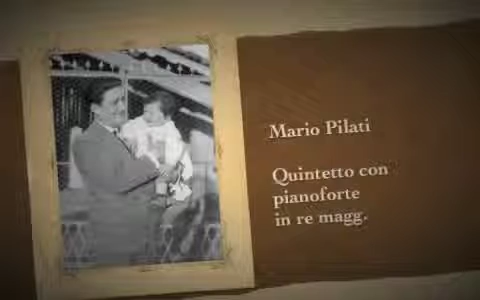 Mario Pilati
Quintetto con
pianoforte
in re magg.